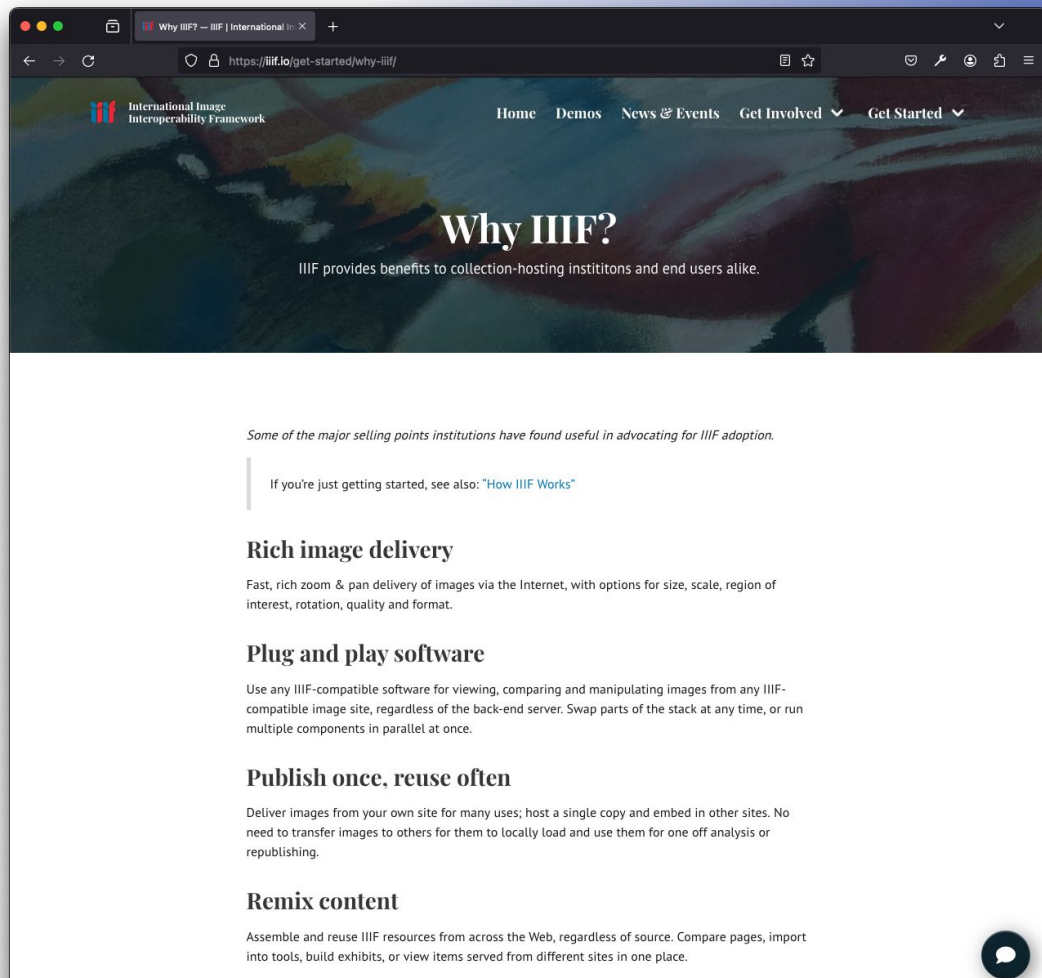 Why IIIF? — IIIF | International In
https://iiif.io/get-started/why-iiif/
iiif
International Image
Interoperability Framework
Home Demos News & Events Get Involved Get Started
Why IIIF?
IIIF provides benefits to collection-hosting instititons and end users alike.
Some of the major selling points institutions have found useful in advocating for IIIF adoption.
If you're just getting started, see also: “How IIIF Works”
Rich image delivery
Fast, rich zoom & pan delivery of images via the Internet, with options for size, scale, region of
interest, rotation, quality and format.
Plug and play software
Use any IIIF-compatible software for viewing, comparing and manipulating images from any IIIF-
compatible image site, regardless of the back-end server. Swap parts of the stack at any time, or run
multiple components in parallel at once.
Publish once, reuse often
Deliver images from your own site for many uses; host a single copy and embed in other sites. No
need to transfer images to others for them to locally load and use them for one off analysis or
republishing.
Remix content
Assemble and reuse IIIF resources from across the Web, regardless of source. Compare pages, import
into tools, build exhibits, or view items served from different sites in one place.